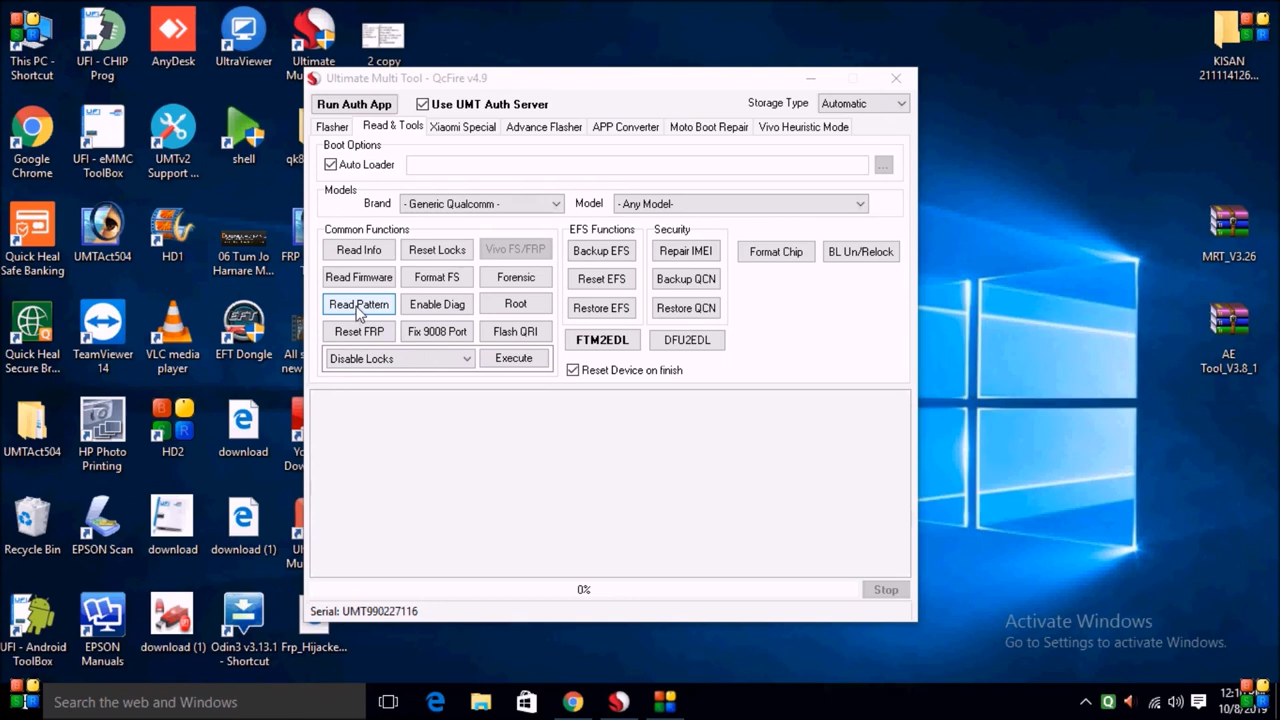 This PC - Shortcut
UFI - CHIP Prog
AnyDesk
UltraViewer
Ultimate
2 copy
KISAN
211114126...
Google Chrome
UFI - eMMC ToolBox
UMTv2 Support ...
shell
Quick Heal Safe Banking
UMTAct504
HD1
06 Tum Jo Harnare M...
FRP
MRT_V3.26
Quick Heal Secure Br...
TeamViewer 14
VLC media player
EFT Dongle
AE Tool_V3.8_1
UMTAct504
HP Photo Printing
HD2
download
Recycle Bin
EPSON Scan
download
download (1)
UFI - Android ToolBox
EPSON Manuals
download (1)
Odin3 v3.13.1 - Shortcut
Frp_Hijacke...
Ultimate Multi Tool - QcFire v4.9
Run Auth App
Use UMT Auth Server
Storage Type
Automatic
Flasher
Read & Tools
Xiaomi Special
Advance Flasher
APP Converter
Moto Boot Repair
Vivo Heuristic Mode
Boot Options
Auto Loader
...
Models
Brand
- Generic Qualcomm -
Model
- Any Model-
Common Functions
EFS Functions
Security
Read Info
Reset Locks
Vivo FS/FRP
Backup EFS
Repair IMEI
Format Chip
BL Un/Relock
Read Firmware
Format FS
Forensic
Reset EFS
Backup QCN
Read Pattern
Enable Diag
Root
Restore EFS
Restore QCN
Reset FRP
Fix 9008 Port
Flash QFIL
FTM2EDL
DFU2EDL
Disable Locks
Execute
Reset Device on finish
0%
Stop
Serial: UMT990227116
Activate Windows
Go to Settings to activate Windows.
Search the web and Windows
10/8/2019